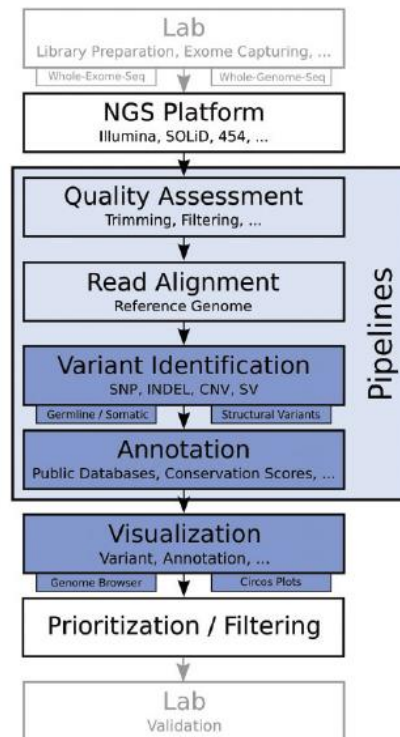 Lab
Library Preparation, Exome Capturing, ...
Whole-Exome-Seq Whole-Genome-Seq
NGS Platform
Illumina, SOLiD, 454, ...
Pipelines
Quality Assessment
Trimming, Filtering, ...
Read Alignment
Reference Genome
Variant Identification
SNP, INDEL, CNV, SV
Germline / Somatic Structural Variants
Annotation
Public Databases, Conservation Scores, ...
Visualization
Variant, Annotation, ...
Genome Browser Circos Plots
Prioritization / Filtering
Lab
Validation